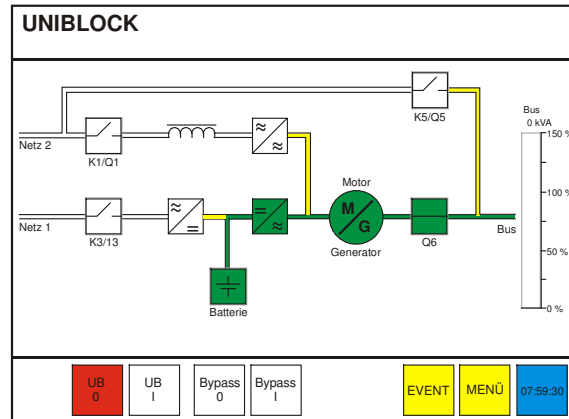 UNIBLOCK
Bus
0 kVA
150 %
K5/Q5
Netz 2
K1/Q1
≈
≈
Motor
100 %
M
G
≈
=
=
≈
Netz 1
K3/13
Generator
Q6
Bus
50 %
Batterie
0 %
UB
0
UB
I
Bypass
0
Bypass
I
EVENT
MENÜ
07:59:30